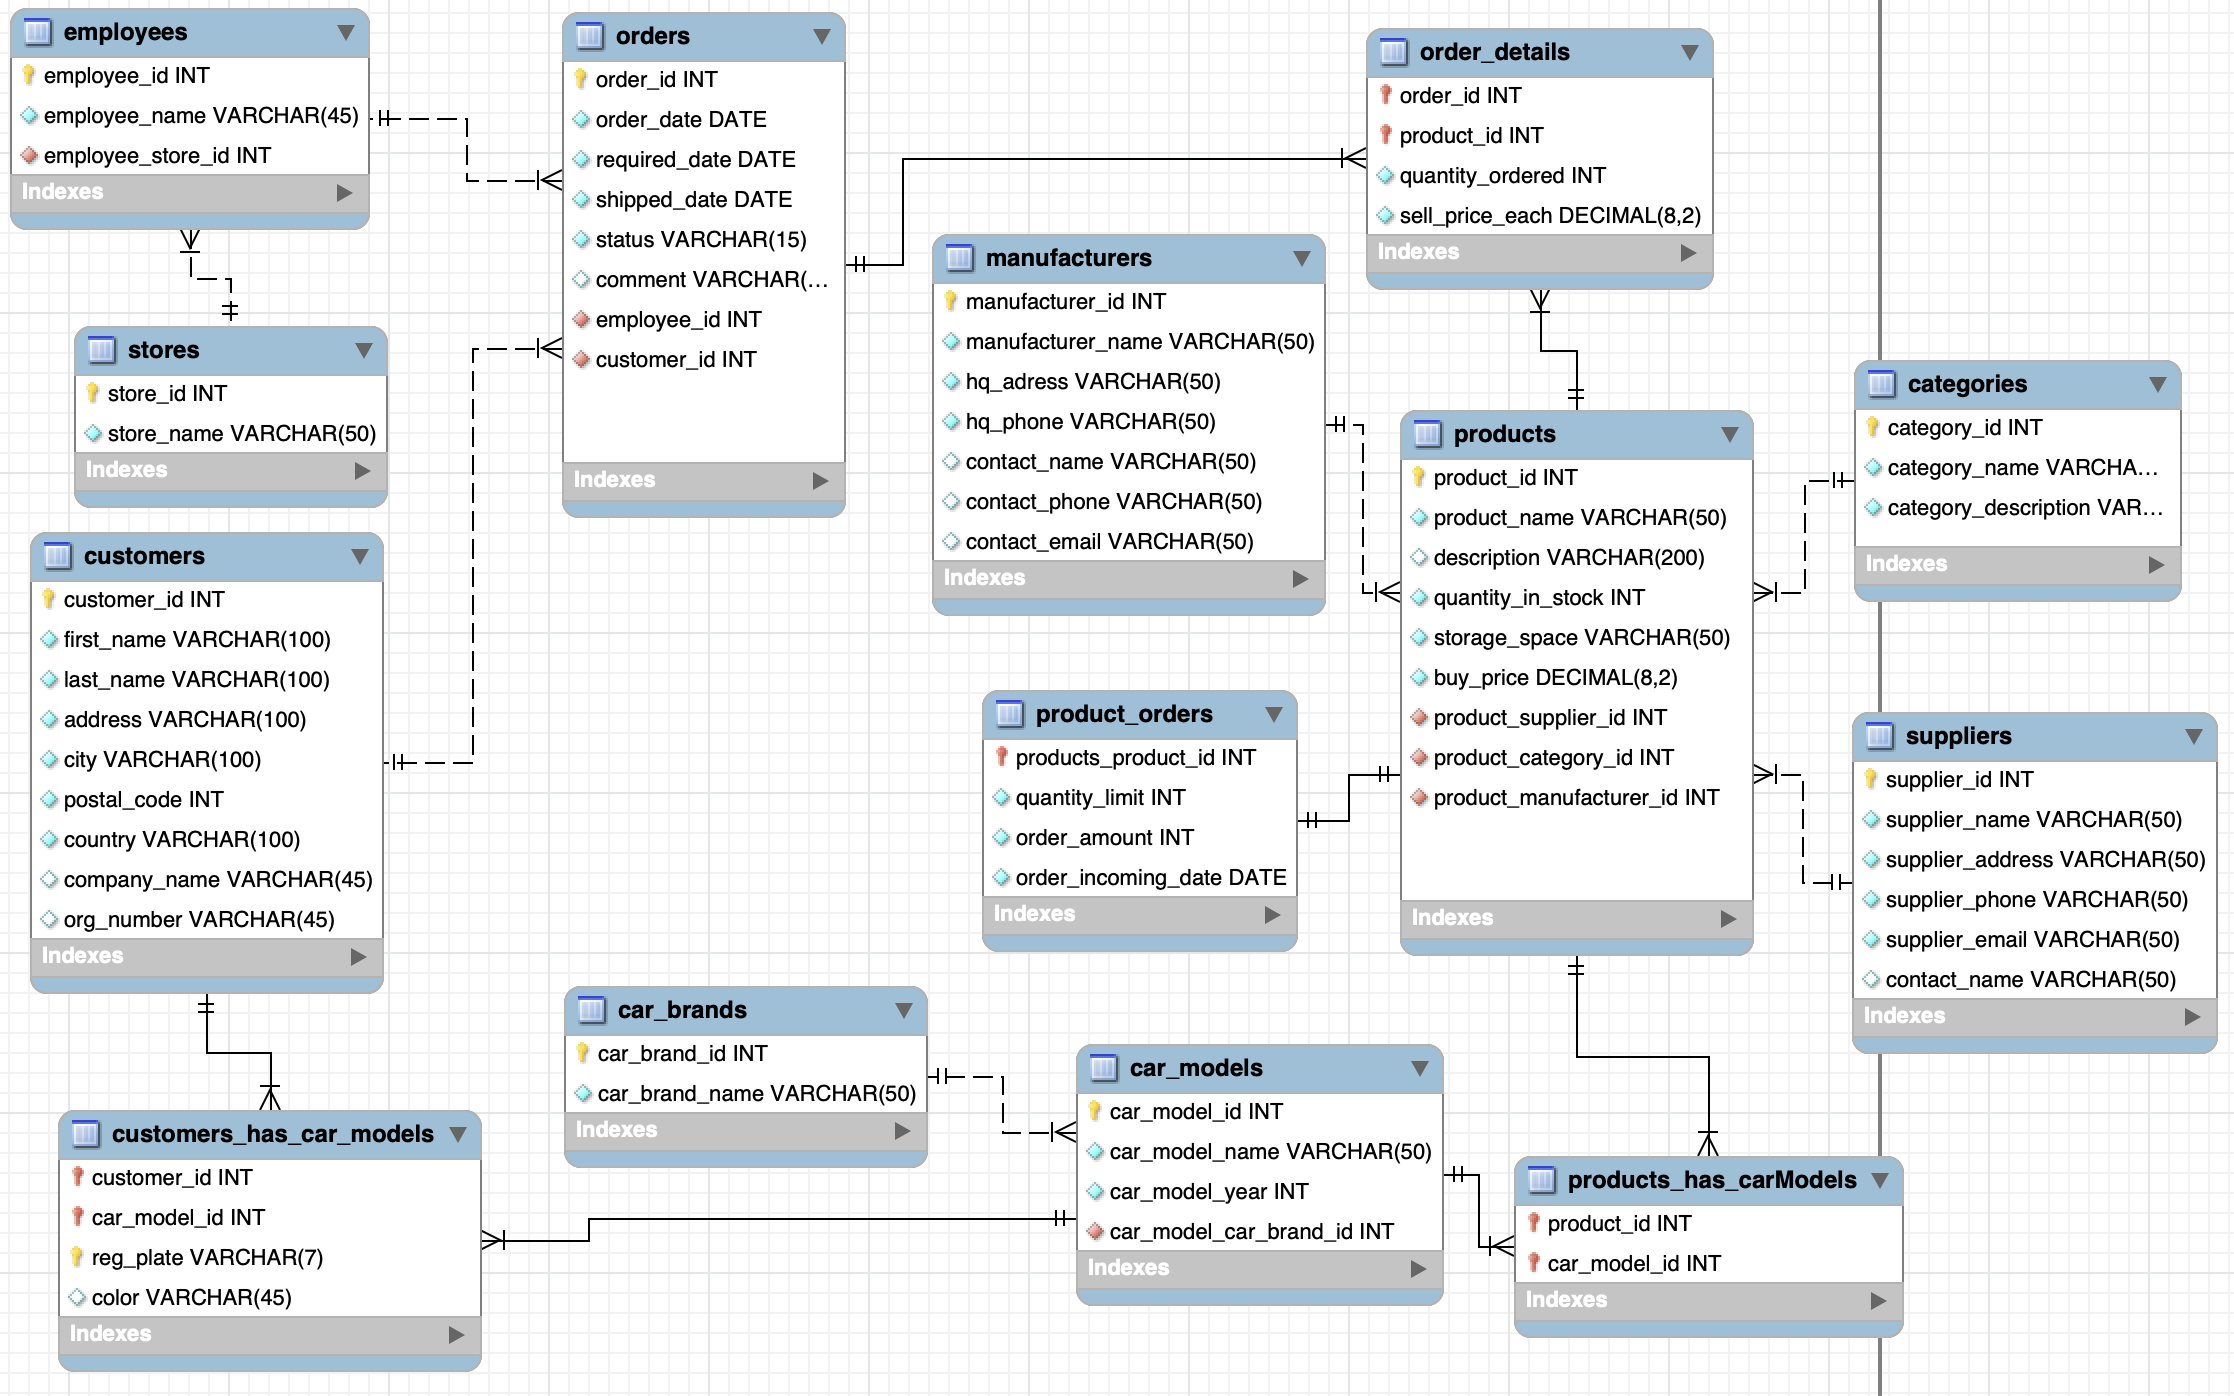 employees
employee_id INT
employee_name VARCHAR(45)
employee_store_id INT
Indexes
orders
order_id INT
order_date DATE
required_date DATE
shipped_date DATE
status VARCHAR(15)
comment VARCHAR(...
employee_id INT
customer_id INT
Indexes
order_details
order_id INT
product_id INT
quantity_ordered INT
sell_price_each DECIMAL(8,2)
Indexes
stores
store_id INT
store_name VARCHAR(50)
Indexes
manufacturers
manufacturer_id INT
manufacturer_name VARCHAR(50)
hq_adress VARCHAR(50)
hq_phone VARCHAR(50)
contact_name VARCHAR(50)
contact_phone VARCHAR(50)
contact_email VARCHAR(50)
Indexes
products
product_id INT
product_name VARCHAR(50)
description VARCHAR(200)
quantity_in_stock INT
storage_space VARCHAR(50)
buy_price DECIMAL(8,2)
product_supplier_id INT
product_category_id INT
product_manufacturer_id INT
Indexes
categories
category_id INT
category_name VARCHA...
category_description VAR...
Indexes
customers
customer_id INT
first_name VARCHAR(100)
last_name VARCHAR(100)
address VARCHAR(100)
city VARCHAR(100)
postal_code INT
country VARCHAR(100)
company_name VARCHAR(45)
org_number VARCHAR(45)
Indexes
product_orders
products_product_id INT
quantity_limit INT
order_amount INT
order_incoming_date DATE
Indexes
suppliers
supplier_id INT
supplier_name VARCHAR(50)
supplier_address VARCHAR(50)
supplier_phone VARCHAR(50)
supplier_email VARCHAR(50)
contact_name VARCHAR(50)
Indexes
car_brands
car_brand_id INT
car_brand_name VARCHAR(50)
Indexes
car_models
car_model_id INT
car_model_name VARCHAR(50)
car_model_year INT
car_model_car_brand_id INT
Indexes
customers_has_car_models
customer_id INT
car_model_id INT
reg_plate VARCHAR(7)
color VARCHAR(45)
Indexes
products_has_carModels
product_id INT
car_model_id INT
Indexes